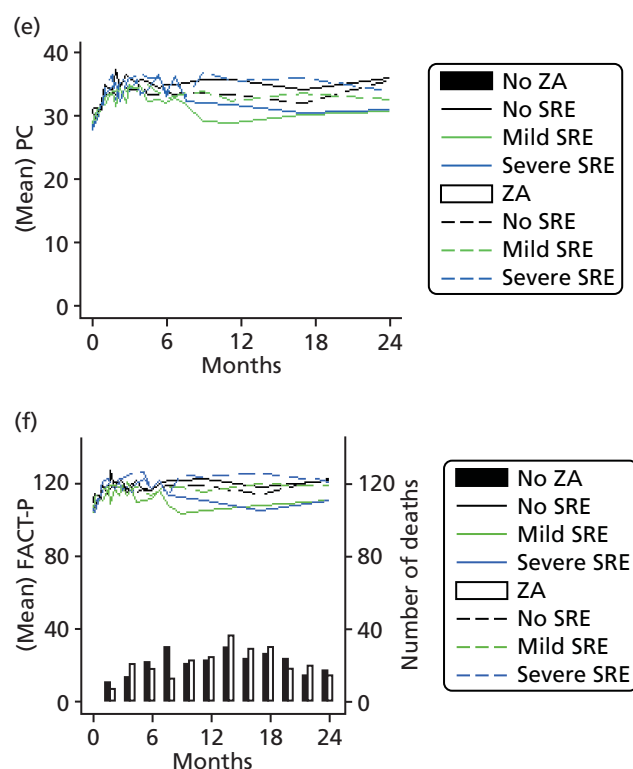 (e)
(Mean) PC
40
30
20
10
0
0 6 12 18 24
Months
No ZA
No SRE
Mild SRE
Severe SRE
ZA
No SRE
Mild SRE
Severe SRE
(f)
(Mean) FACT-P
120
80
40
0
0 6 12 18 24
Months
120
80
40
0
Number of deaths
No ZA
No SRE
Mild SRE
Severe SRE
ZA
No SRE
Mild SRE
Severe SRE